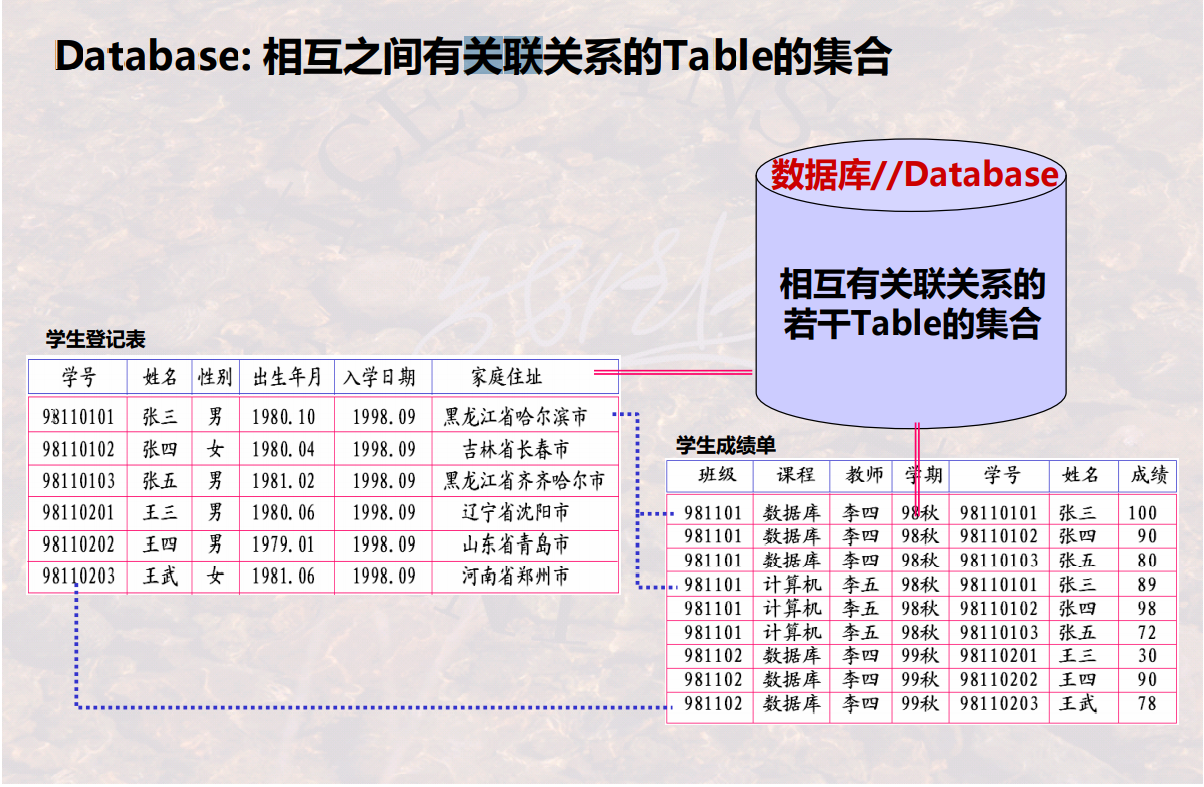 Database: 相互之间有关联关系的Table的集合
数据库//Database
相互有关联关系的
若干Table的集合
学生登记表
学号 姓名 性别 出生年月 入学日期 家庭住址
98110101 张三 男 1980.10 1998.09 黑龙江省哈尔滨市
98110102 张四 女 1980.04 1998.09 吉林省长春市
98110103 张五 男 1981.02 1998.09 黑龙江省齐齐哈尔市
98110201 王三 男 1980.06 1998.09 辽宁省沈阳市
98110202 王四 男 1979.01 1998.09 山东省青岛市
98110203 王武 女 1981.06 1998.09 河南省郑州市
学生成绩单
班级 课程 教师 学期 学号 姓名 成绩
981101 数据库 李四 98秋 98110101 张三 100
981101 数据库 李四 98秋 98110102 张四 90
981101 数据库 李四 98秋 98110103 张五 80
981101 计算机 李五 98秋 98110101 张三 89
981101 计算机 李五 98秋 98110102 张四 98
981101 计算机 李五 98秋 98110103 张五 72
981102 数据库 李四 99秋 98110201 王三 30
981102 数据库 李四 99秋 98110202 王四 90
981102 数据库 李四 99秋 98110203 王武 78